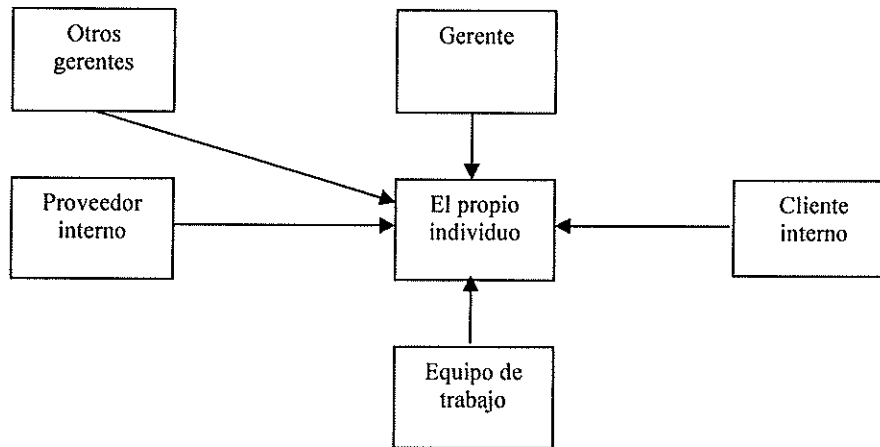 Otros
gerentes
Gerente
Proveedor
interno
El propio
individuo
Cliente
interno
Equipo de
trabajo